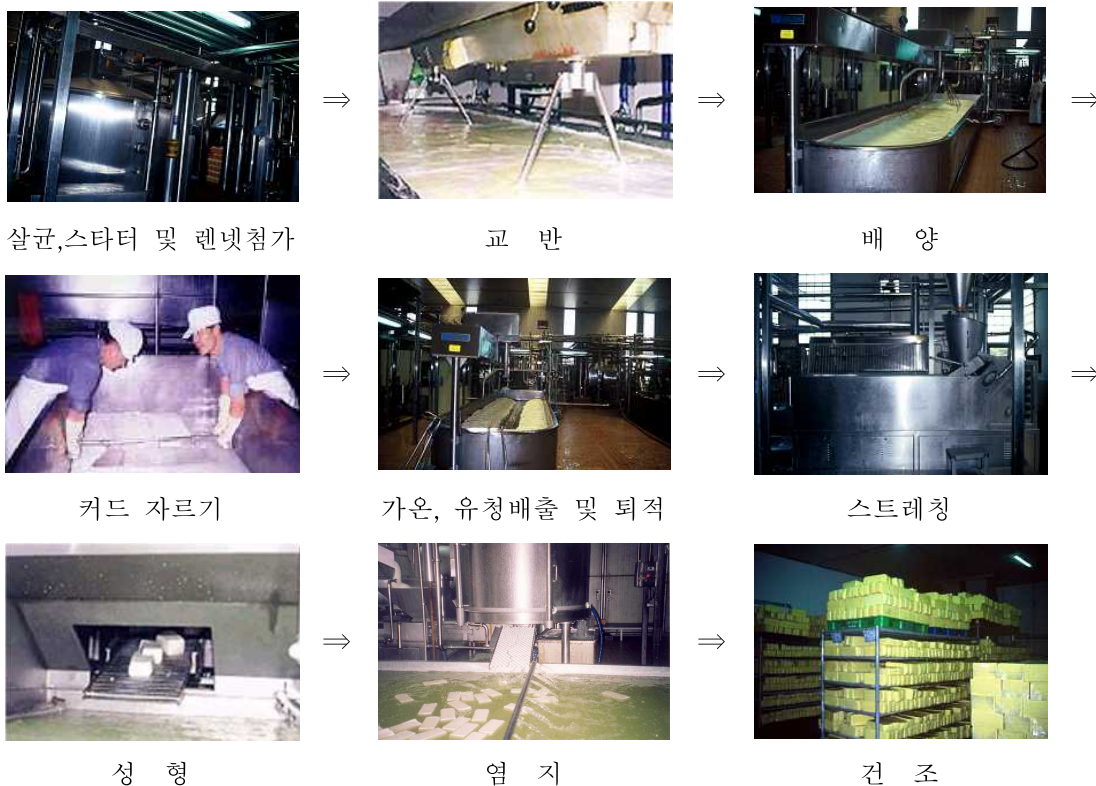 ⇒ ⇒ ⇒
살균,스타터 및 렌넷첨가 교 반 배 양
⇒ ⇒ ⇒
커드 자르기 가온, 유청배출 및 퇴적 스트레칭
⇒ ⇒
성 형 염 지 건 조